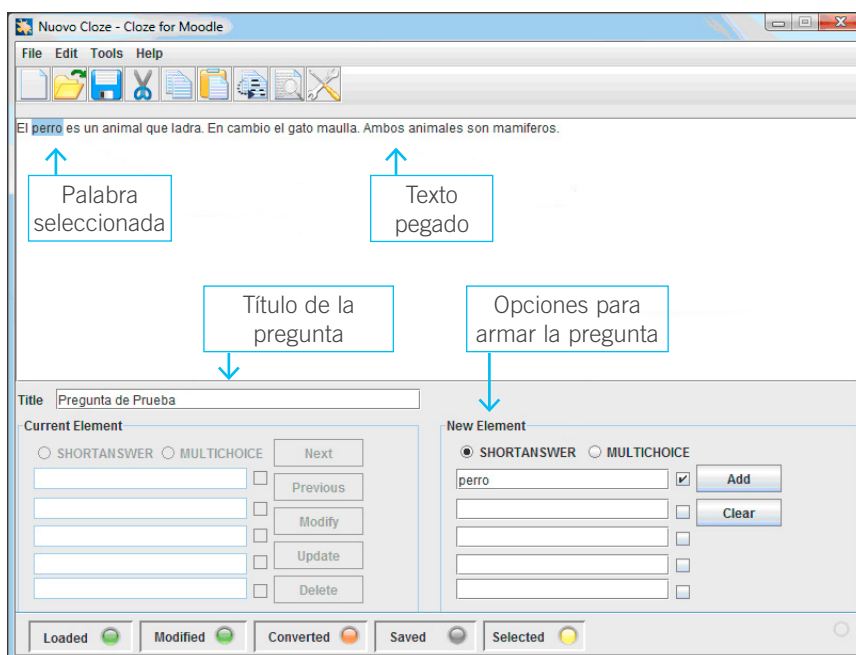 Nuovo Cloze - Cloze for Moodle
File Edit Tools Help
El perro es un animal que ladra. En cambio el gato maulla. Ambos animales son mamiferos.
Palabra
seleccionada
Texto
pegado
Título de la
pregunta
Opciones para
armar la pregunta
Title Pregunta de Prueba
Current Element
SHORTANSWER MULTICHOICE
Next
Previous
Modify
Update
Delete
New Element
SHORTANSWER MULTICHOICE
perro
Add
Clear
Loaded Modified Converted Saved Selected